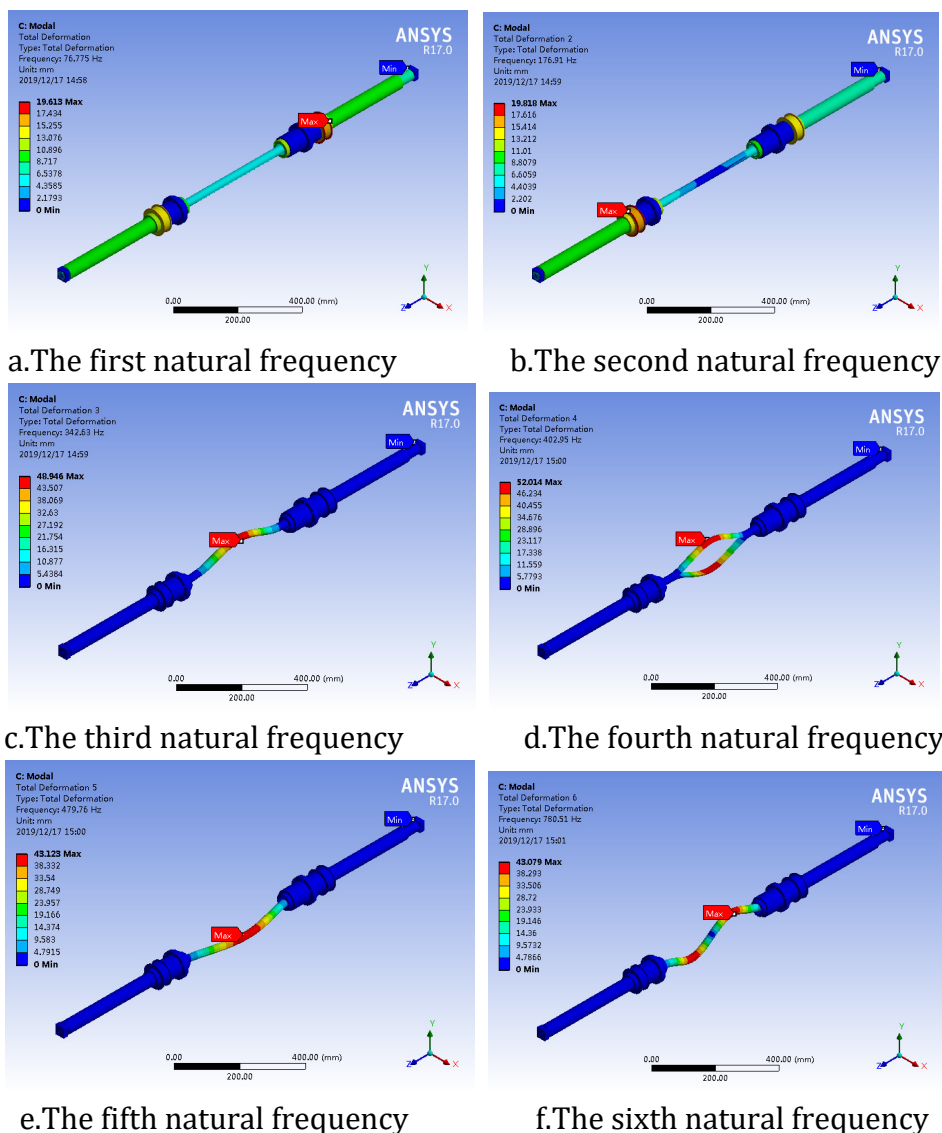 C: Modal
Total Deformation
Type: Total Deformation
Frequency: 76.775 Hz
Unit: mm
2019/12/17 14:58
ANSYS
R17.0
19.613 Max
17.434
15.255
13.076
10.896
8.717
6.5378
4.3585
2.1793
0 Min
Min
Max
0.00
400.00 (mm)
200.00
Y
Z
X
a.The first natural frequency
C: Modal
Total Deformation 2
Type: Total Deformation
Frequency: 176.91 Hz
Unit: mm
2019/12/17 14:59
ANSYS
R17.0
19.818 Max
17.616
15.414
13.212
11.01
8.8079
6.6059
4.4039
2.202
0 Min
Min
Max
0.00
400.00 (mm)
200.00
Y
Z
X
b.The second natural frequency
C: Modal
Total Deformation 3
Type: Total Deformation
Frequency: 342.63 Hz
Unit: mm
2019/12/17 14:59
ANSYS
R17.0
48.946 Max
43.507
38.069
32.63
27.192
21.754
16.315
10.877
5.4384
0 Min
Min
Max
0.00
400.00 (mm)
200.00
Y
Z
X
c.The third natural frequency
C: Modal
Total Deformation 4
Type: Total Deformation
Frequency: 402.95 Hz
Unit: mm
2019/12/17 15:00
ANSYS
R17.0
52.014 Max
46.234
40.455
34.676
28.896
23.117
17.338
11.559
5.7793
0 Min
Min
Max
0.00
400.00 (mm)
200.00
Y
Z
X
d.The fourth natural frequency
C: Modal
Total Deformation 5
Type: Total Deformation
Frequency: 479.76 Hz
Unit: mm
2019/12/17 15:00
ANSYS
R17.0
43.123 Max
38.332
33.54
28.749
23.957
19.166
14.374
9.583
4.7915
0 Min
Min
Max
0.00
400.00 (mm)
200.00
Y
Z
X
e.The fifth natural frequency
C: Modal
Total Deformation 6
Type: Total Deformation
Frequency: 780.51 Hz
Unit: mm
2019/12/17 15:01
ANSYS
R17.0
43.079 Max
38.293
33.506
28.72
23.933
19.146
14.36
9.5732
4.7866
0 Min
Min
Max
0.00
400.00 (mm)
200.00
Y
Z
X
f.The sixth natural frequency